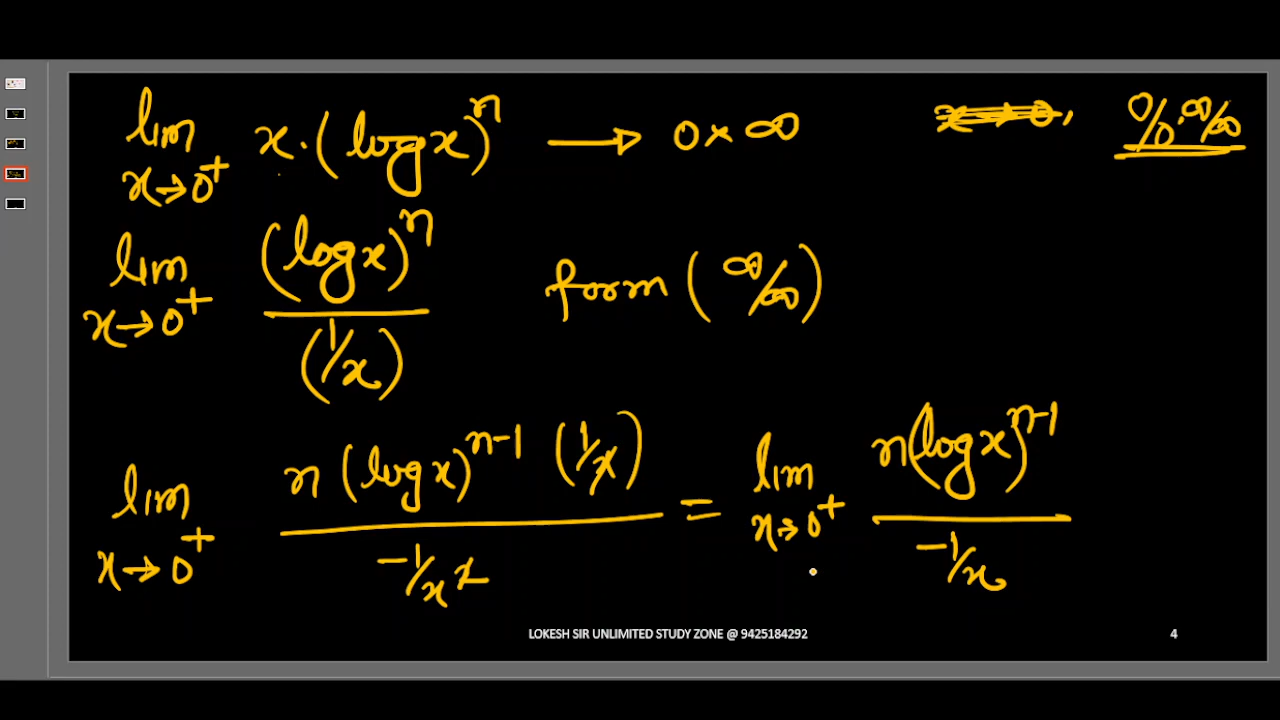 lim x→0⁺ x·(log x)ⁿ → 0 × ∞ x→0, 0/0, ∞/∞
lim x→0⁺ (log x)ⁿ / (1/x) form (∞/∞)
lim x→0⁺ n (log x)ⁿ⁻¹ (1/x) / -1/x² = lim x→0⁺ n(log x)ⁿ⁻¹ / -1/x
LOKESH SIR UNLIMITED STUDY ZONE @ 9425184292 4